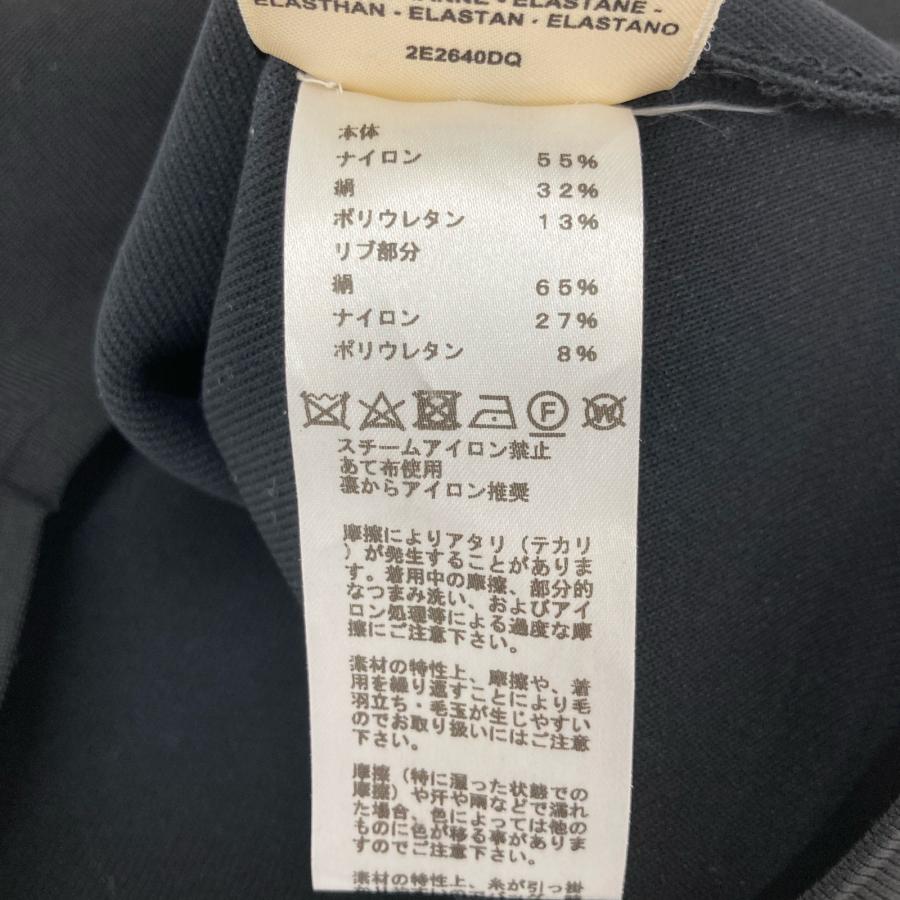 ELASTANE -
ELASTHAN - ELASTAN - ELASTANO
2E2640DQ
本体
ナイロン 55%
絹 32%
ポリウレタン 13%
リブ部分
絹 65%
ナイロン 27%
ポリウレタン 8%
F W
スチームアイロン禁止
あて布使用
裏からアイロン推奨
摩擦によりアタリ(テカリ
)が発生することがありま
す。着用中の摩擦、部分的
なつまみ洗い、およびアイ
ロン処理等による過度な摩
擦にご注意下さい。
素材の特性上、摩擦や、着
用を繰り返すことにより毛
羽立ち・毛玉が生じやすい
のでお取り扱いにはご注意
下さい。
摩擦(特に湿った状態での
摩擦)や汗や雨などで濡れ
た場合、色によっては他の
ものに色が移る事がありま
すのでご注意下さい。
素材の特性上、糸が引っ掛